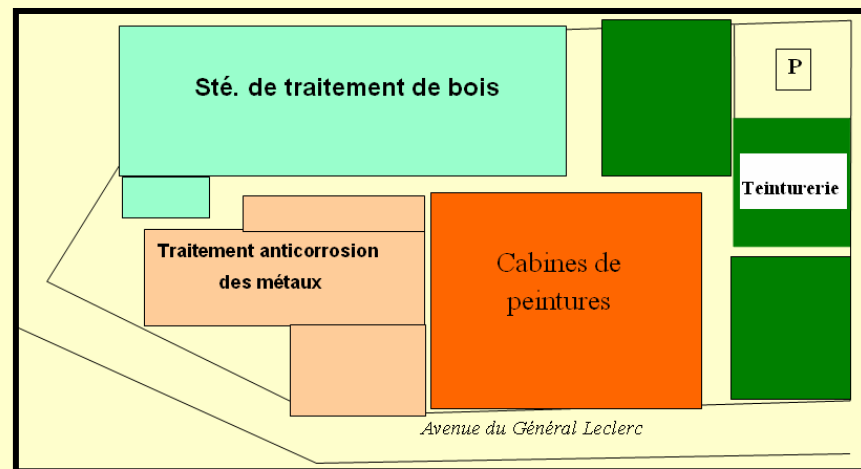 Sté. de traitement de bois
P
Teinturerie
Traitement anticorrosion
des métaux
Cabines de
peintures
Avenue du Général Leclerc